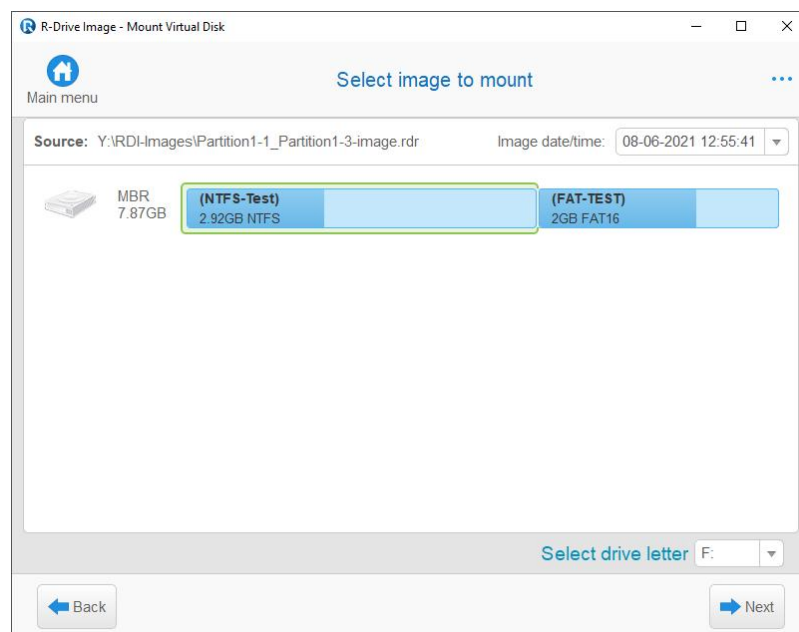 R-Drive Image - Mount Virtual Disk
Main menu
Select image to mount
Source: Y:\RDI-Images\Partition1-1_Partition1-3-image.rdr
Image date/time: 08-06-2021 12:55:41
MBR
7.87GB
(NTFS-Test)
2.92GB NTFS
(FAT-TEST)
2GB FAT16
Select drive letter F:
Back
Next